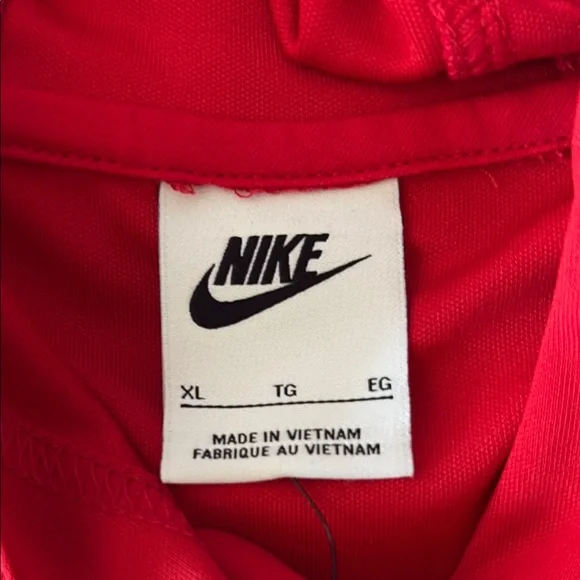 NIKE
XL TG EG
MADE IN VIETNAM
FABRIQUE AU VIETNAM